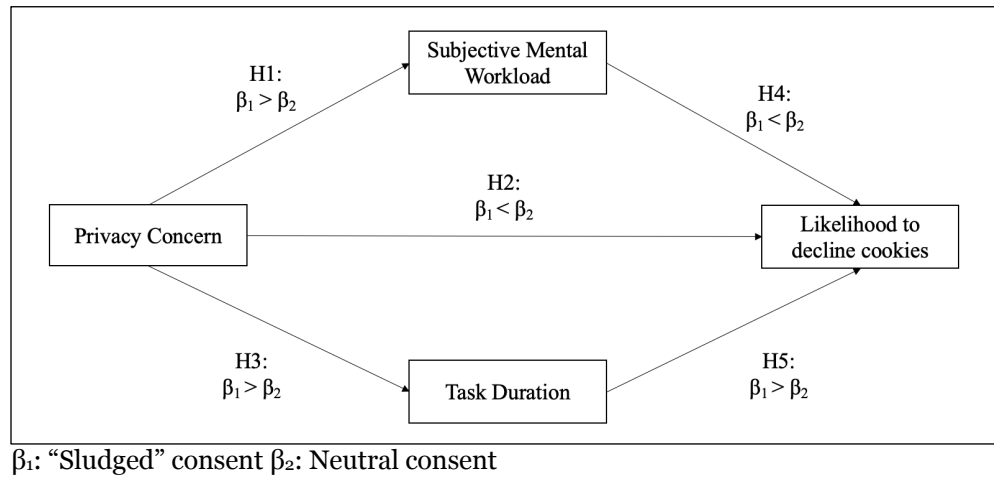 Subjective Mental
Workload
H1:
β₁ > β₂
H4:
β₁ < β₂
H2:
β₁ < β₂
Privacy Concern
Likelihood to
decline cookies
H3:
β₁ > β₂
H5:
β₁ > β₂
Task Duration
β₁: “Sludged” consent β₂: Neutral consent